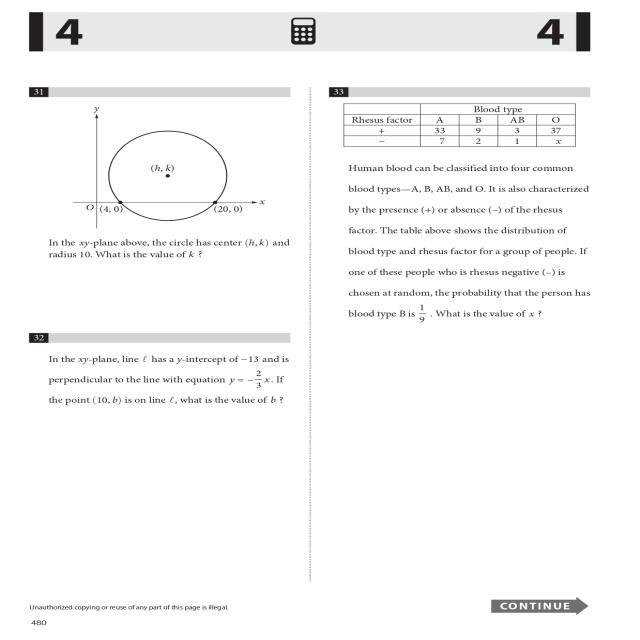 4 4
31
y
(h, k)
O (4, 0) (20, 0) x
In the xy-plane above, the circle has center (h, k) and
radius 10. What is the value of k ?
32
In the xy-plane, line ℓ has a y-intercept of −13 and is
perpendicular to the line with equation y = −2/3 x. If
the point (10, b) is on line ℓ, what is the value of b ?
33
Blood type
Rhesus factor A B AB O
+ 33 9 3 37
− 7 2 1 x
Human blood can be classified into four common
blood types—A, B, AB, and O. It is also characterized
by the presence (+) or absence (−) of the rhesus
factor. The table above shows the distribution of
blood type and rhesus factor for a group of people. If
one of these people who is rhesus negative (−) is
chosen at random, the probability that the person has
blood type B is 1/9 . What is the value of x ?
Unauthorized copying or reuse of any part of this page is illegal.
CONTINUE
480